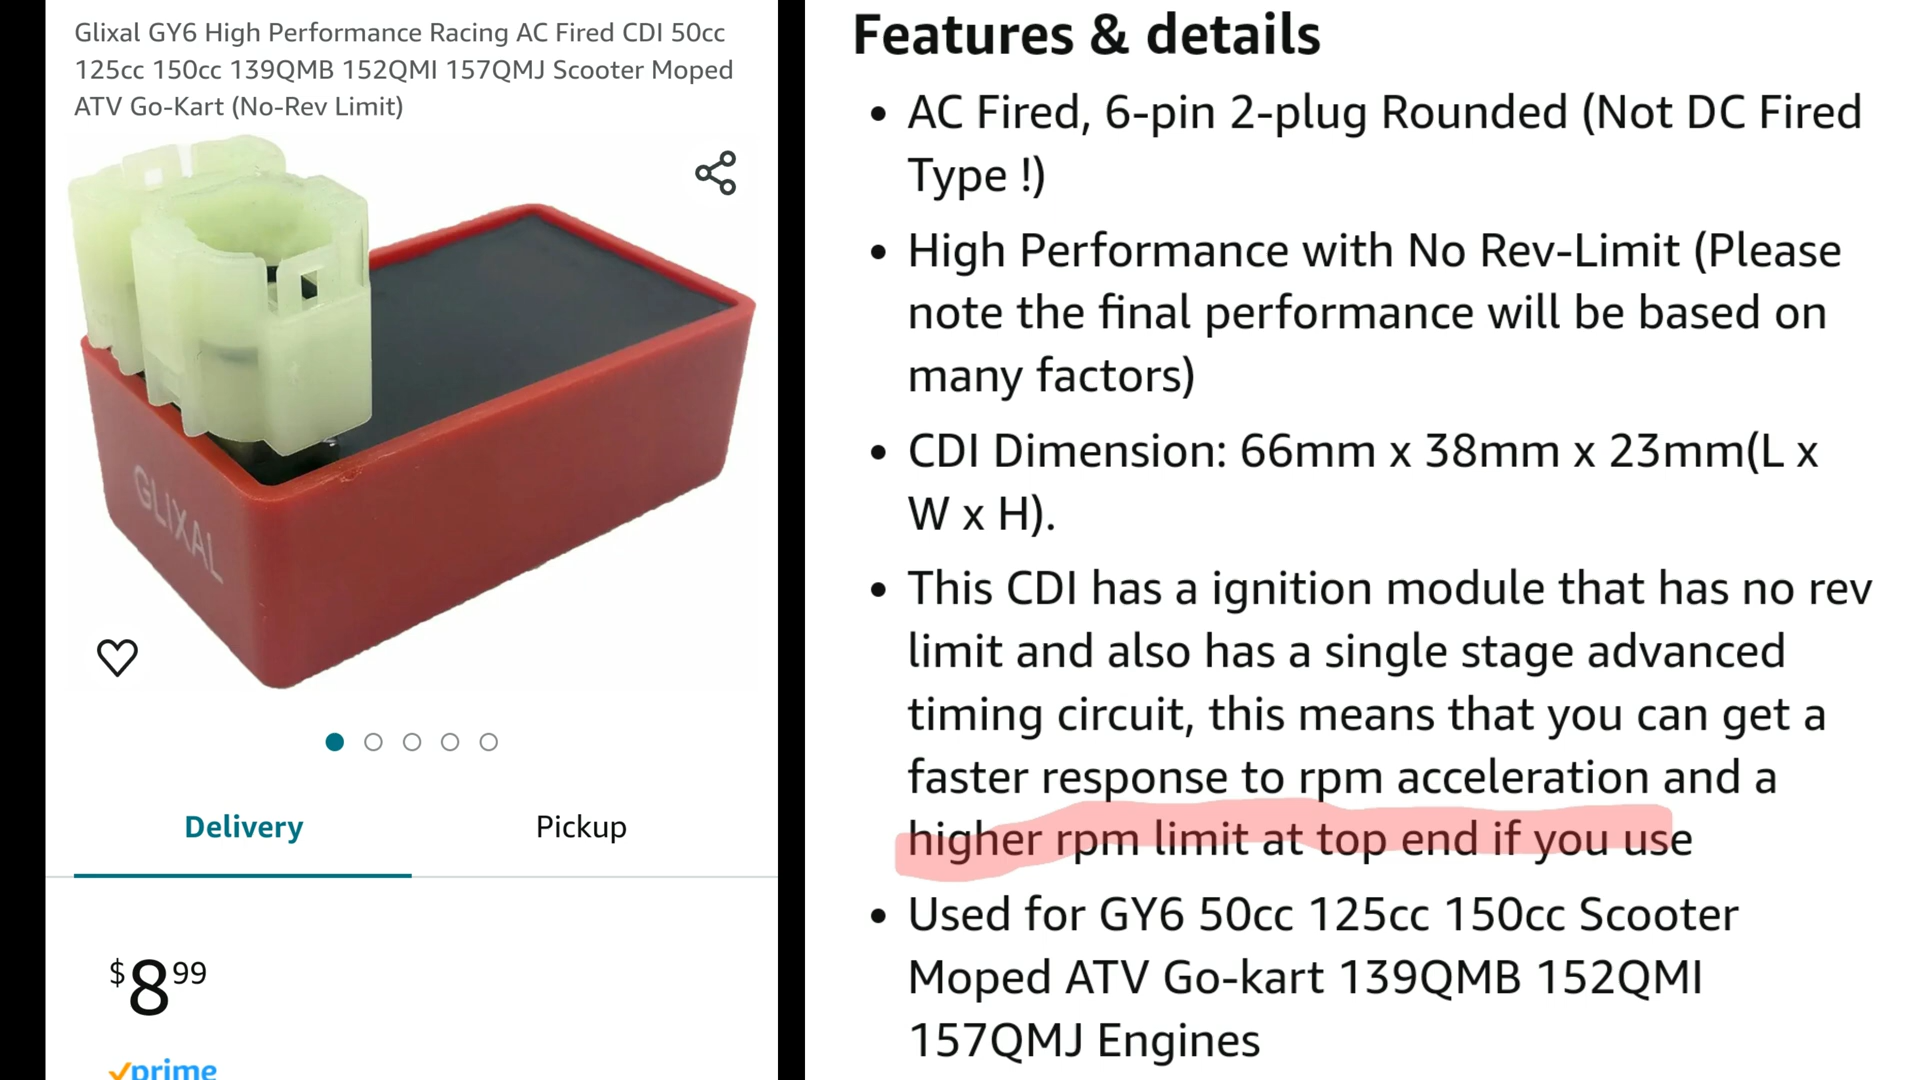 Glixal GY6 High Performance Racing AC Fired CDI 50cc
125cc 150cc 139QMB 152QMI 157QMJ Scooter Moped
ATV Go-Kart (No-Rev Limit)
GLIXAL
Delivery
Pickup
$8.99
prime
Features & details
• AC Fired, 6-pin 2-plug Rounded (Not DC Fired
Type !)
• High Performance with No Rev-Limit (Please
note the final performance will be based on
many factors)
• CDI Dimension: 66mm x 38mm x 23mm(L x
W x H).
• This CDI has a ignition module that has no rev
limit and also has a single stage advanced
timing circuit, this means that you can get a
faster response to rpm acceleration and a
higher rpm limit at top end if you use
• Used for GY6 50cc 125cc 150cc Scooter
Moped ATV Go-kart 139QMB 152QMI
157QMJ Engines